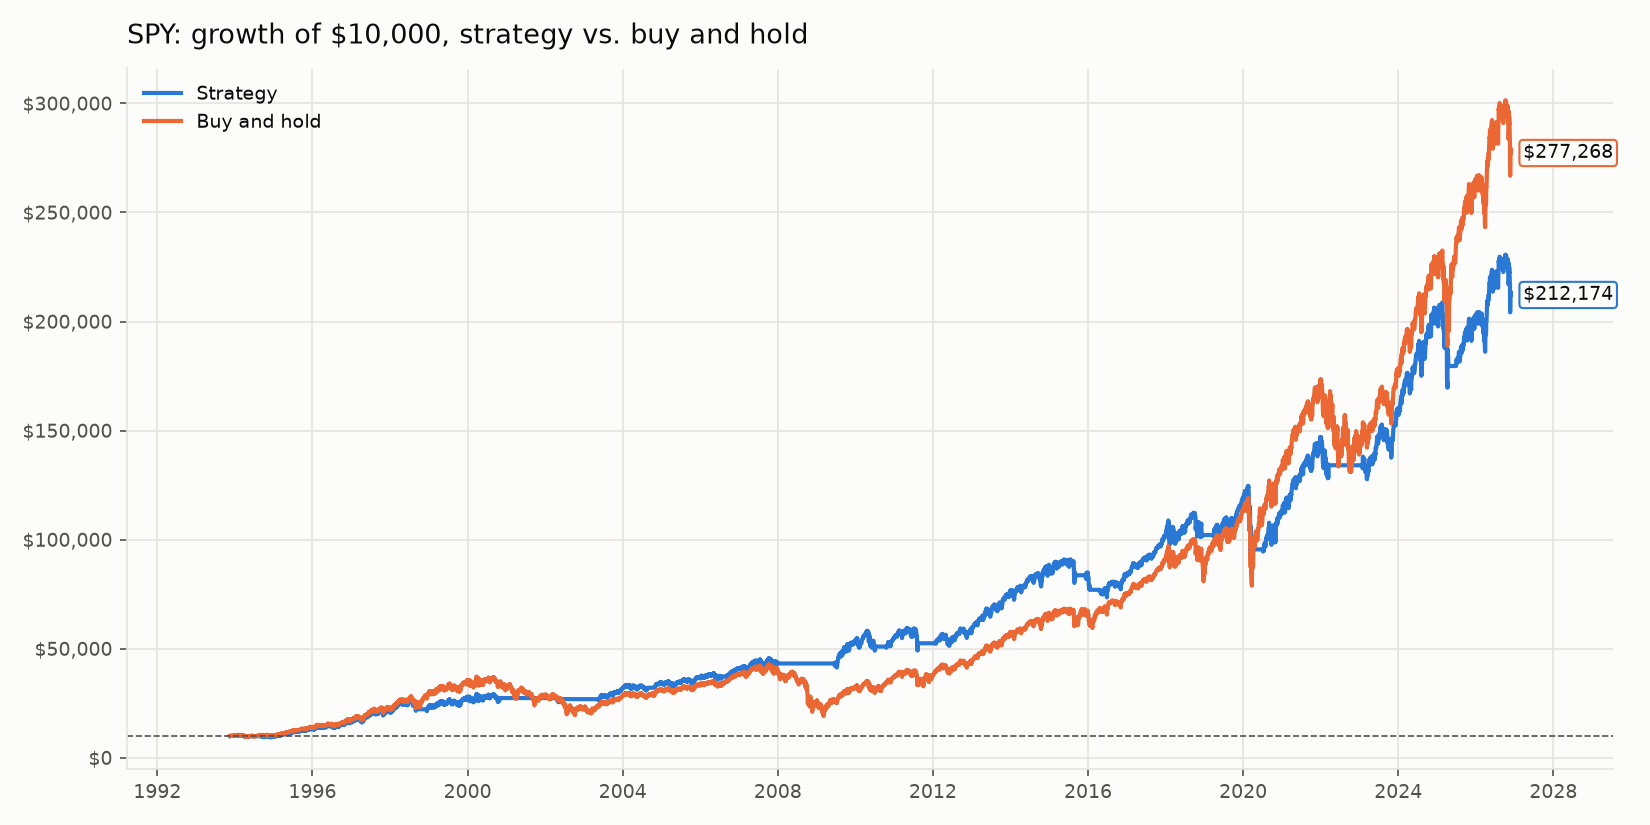 SPY: growth of $10,000, strategy vs. buy and hold
Strategy
Buy and hold
$300,000
$250,000
$200,000
$150,000
$100,000
$50,000
$0
$277,268
$212,174
1992 1996 2000 2004 2008 2012 2016 2020 2024 2028